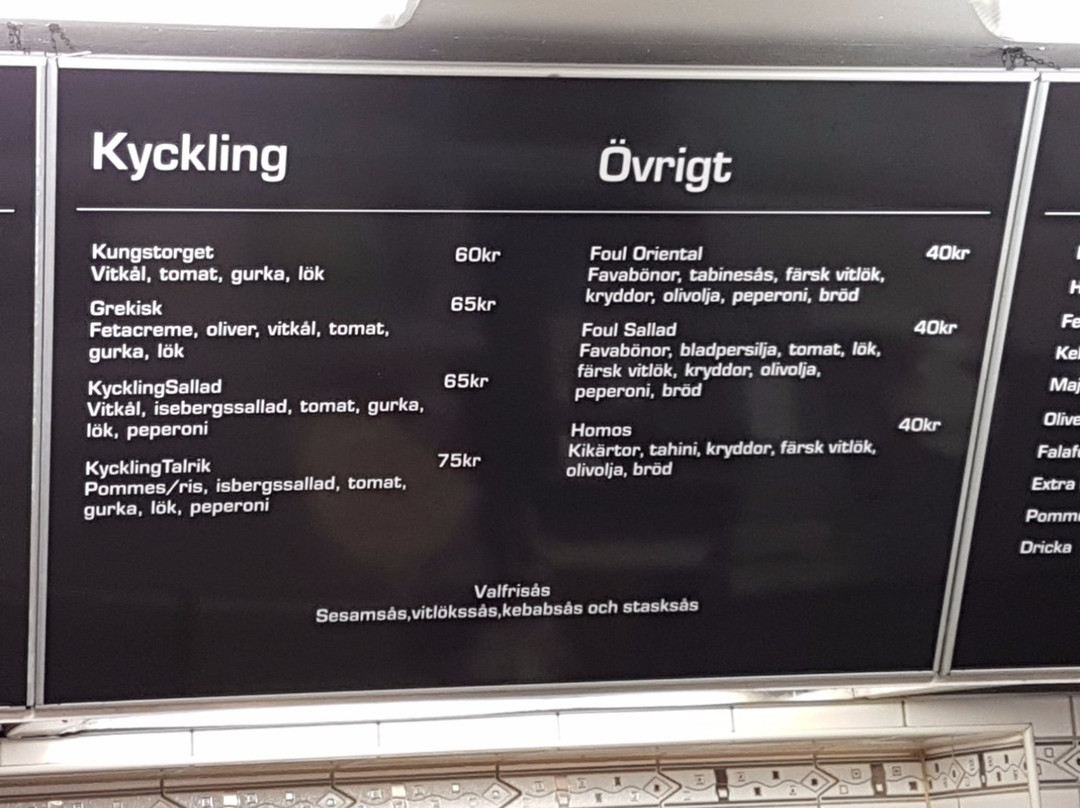 Kyckling
Kungstorget 60kr
Vitkål, tomat, gurka, lök
Grekisk 65kr
Fetacreme, oliver, vitkål, tomat,
gurka, lök
KycklingSallad 65kr
Vitkål, isebergssallad, tomat, gurka,
lök, peperoni
KycklingTalrik 75kr
Pommes/ris, isbergssallad, tomat,
gurka, lök, peperoni
Övrigt
Foul Oriental 40kr
Favabönor, tabinesås, färsk vitlök,
kryddor, olivolja, peperoni, bröd
Foul Sallad 40kr
Favabönor, bladpersilja, tomat, lök,
färsk vitlök, kryddor, olivolja,
peperoni, bröd
Homos 40kr
Kikärtor, tahini, kryddor, färsk vitlök,
olivolja, bröd
Valfrisås
Sesamsås,vitlökssås,kebabsås och stasksås
Extra
Dricka